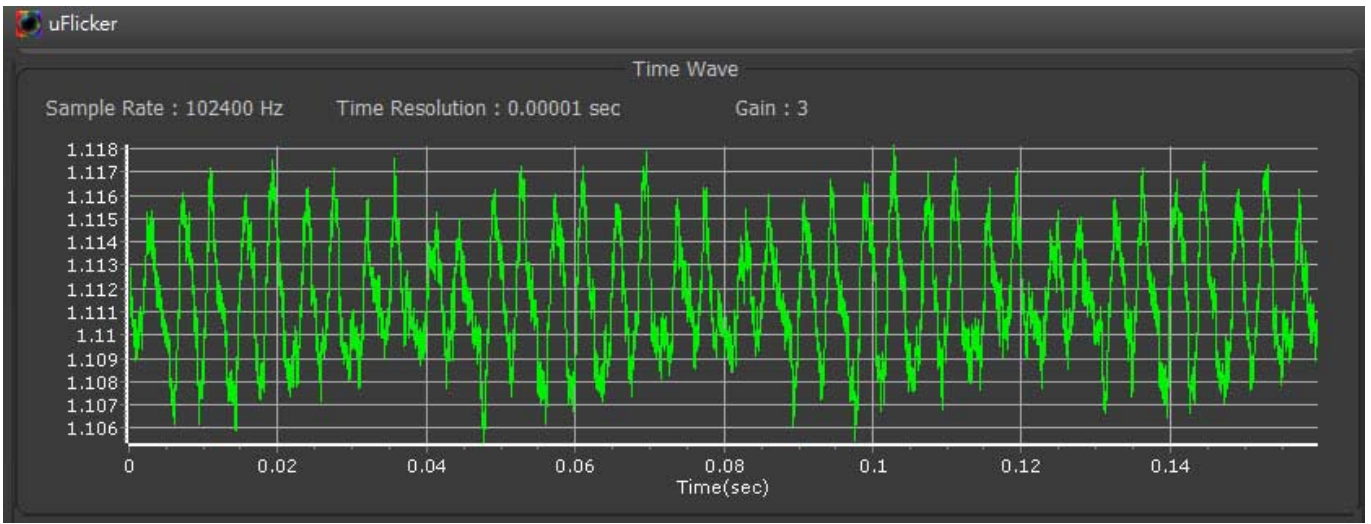 uFlicker
Time Wave
Sample Rate : 102400 Hz Time Resolution : 0.00001 sec Gain : 3
1.118
1.117
1.116
1.115
1.114
1.113
1.112
1.111
1.11
1.109
1.108
1.107
1.106
0 0.02 0.04 0.06 0.08 0.1 0.12 0.14
Time(sec)